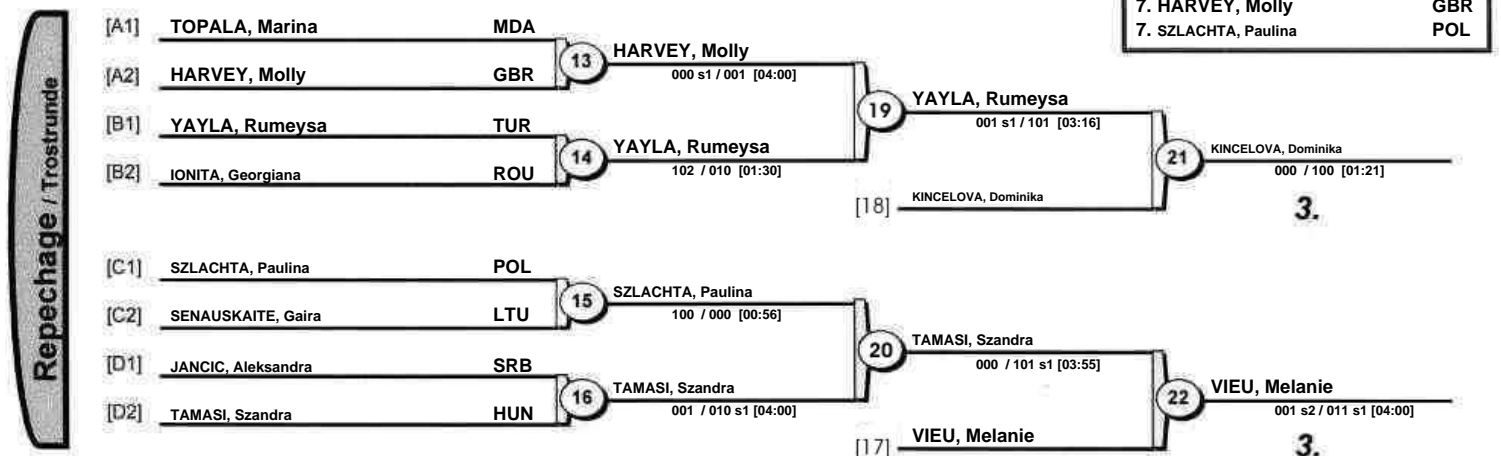 7. HARVEY, Molly GBR
7. SZLACHTA, Paulina POL
Repechage / Trostrunde
[A1] TOPALA, Marina MDA
[A2] HARVEY, Molly GBR
13
HARVEY, Molly
000 s1 / 001 [04:00]
[B1] YAYLA, Rumeysa TUR
[B2] IONITA, Georgiana ROU
14
YAYLA, Rumeysa
102 / 010 [01:30]
19
YAYLA, Rumeysa
001 s1 / 101 [03:16]
[18] KINCELOVA, Dominika
21
KINCELOVA, Dominika
000 / 100 [01:21]
3.
[C1] SZLACHTA, Paulina POL
[C2] SENAUSKAITE, Gaira LTU
15
SZLACHTA, Paulina
100 / 000 [00:56]
[D1] JANCIC, Aleksandra SRB
[D2] TAMASI, Szandra HUN
16
TAMASI, Szandra
001 / 010 s1 [04:00]
20
TAMASI, Szandra
000 / 101 s1 [03:55]
[17] VIEU, Melanie
22
VIEU, Melanie
001 s2 / 011 s1 [04:00]
3.